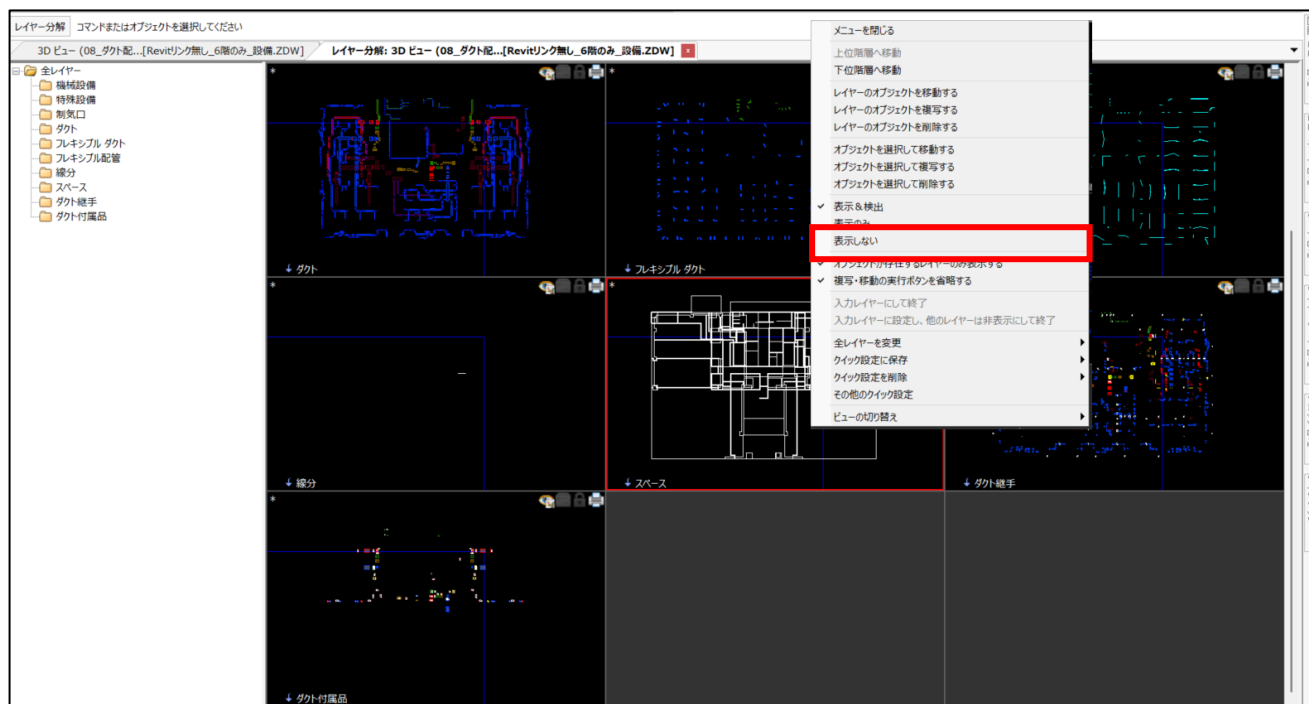 レイヤー分解 コマンドまたはオブジェクトを選択してください
3D ビュー (08_ダクト配...[Revitリンク無し_6階のみ_設備.ZDW]
レイヤー分解: 3D ビュー (08_ダクト配...[Revitリンク無し_6階のみ_設備.ZDW]
全レイヤー
機械設備
特殊設備
制気口
ダクト
フレキシブル ダクト
フレキシブル配管
線分
スペース
ダクト継手
ダクト付属品
ダクト
フレキシブル ダクト
線分
スペース
ダクト継手
ダクト付属品
メニューを閉じる
上位階層へ移動
下位階層へ移動
レイヤーのオブジェクトを移動する
レイヤーのオブジェクトを複写する
レイヤーのオブジェクトを削除する
オブジェクトを選択して移動する
オブジェクトを選択して複写する
オブジェクトを選択して削除する
表示＆検出
表示のみ
表示しない
オブジェクトが存在するレイヤーのみ表示する
複写・移動の実行ボタンを省略する
入力レイヤーにして終了
入力レイヤーに設定し、他のレイヤーは非表示にして終了
全レイヤーを変更
クイック設定に保存
クイック設定を削除
その他のクイック設定
ビューの切り替え